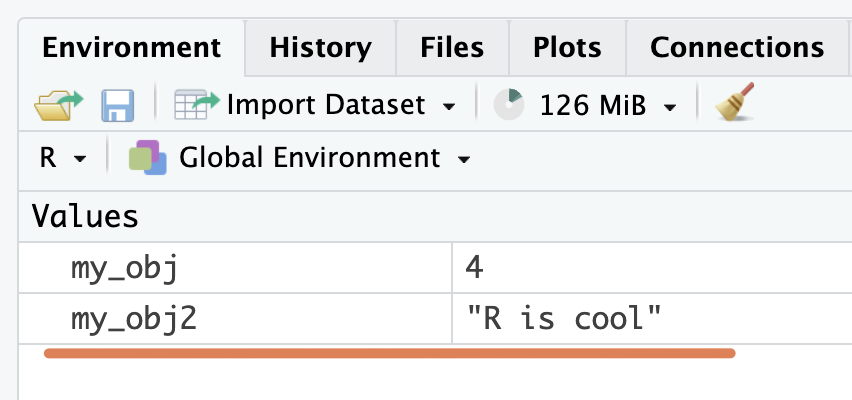 Environment History Files Plots Connections
Import Dataset 126 MiB
R Global Environment
Values
my_obj 4
my_obj2 "R is cool"